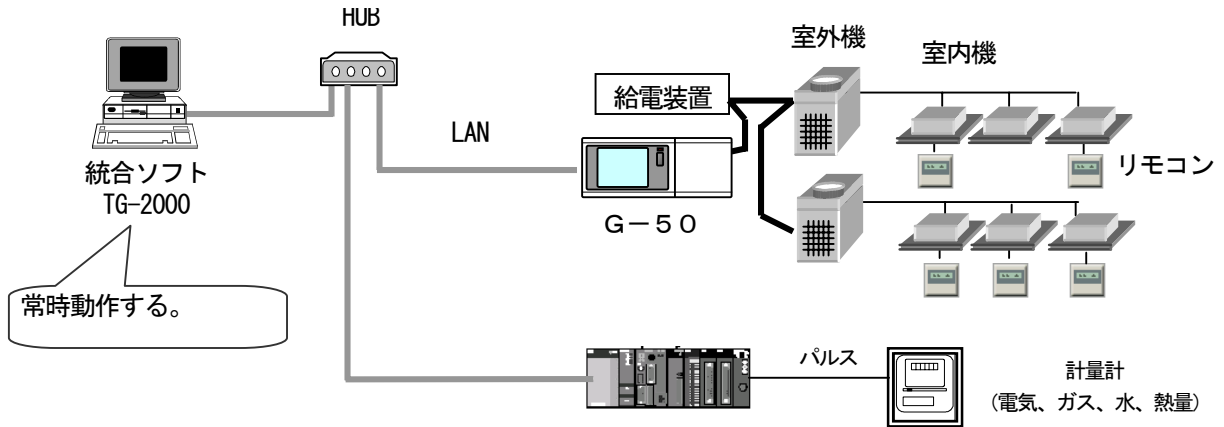 HUB
室外機
室内機
給電装置
LAN
リモコン
統合ソフト
TG-2000
G－50
常時動作する。
パルス
計量計
(電気、ガス、水、熱量)